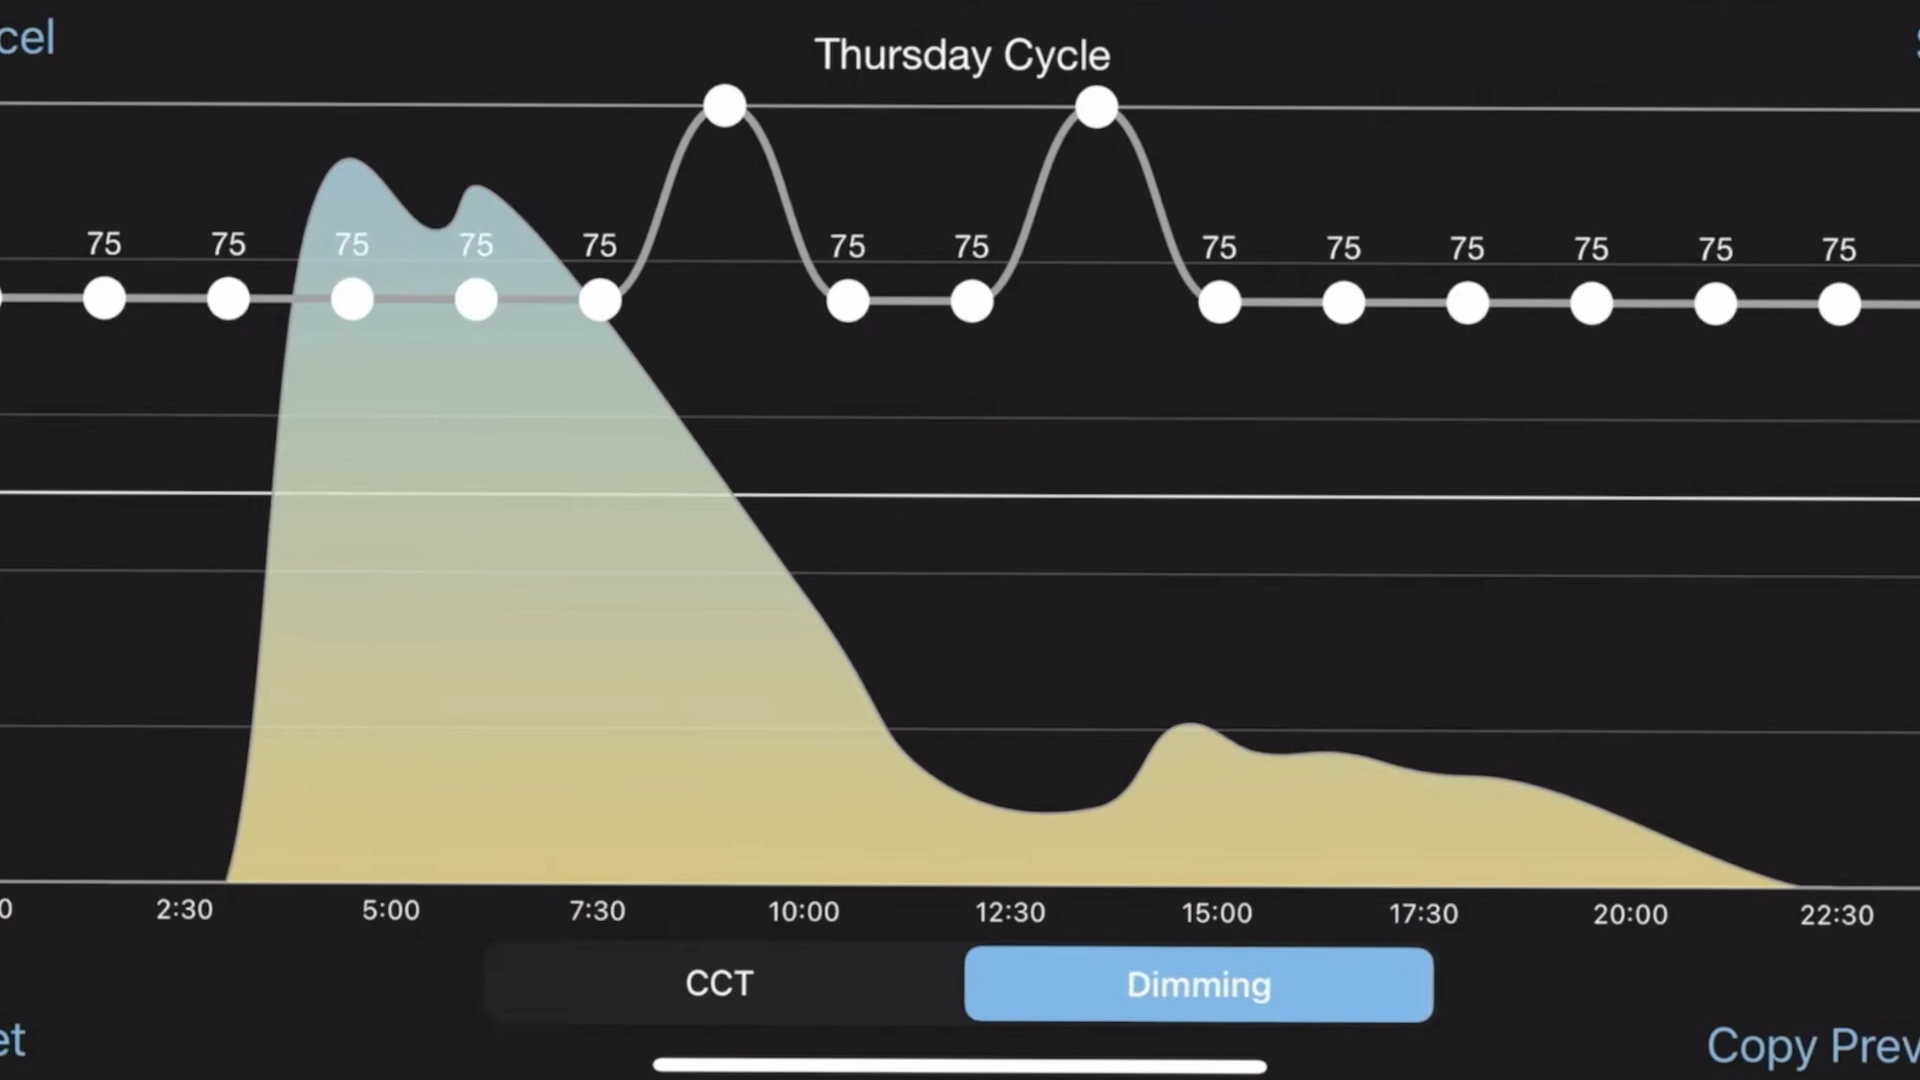 cel
Thursday Cycle
75 75 75 75 75 75 75 75 75 75 75 75 75
0 2:30 5:00 7:30 10:00 12:30 15:00 17:30 20:00 22:30
CCT Dimming
et
Copy Prev